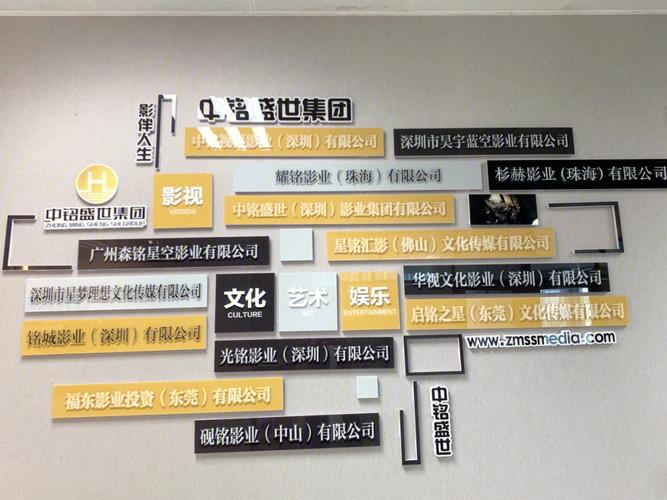 影伴人生
中铭盛世集团
影业（深圳）有限公司
深圳市昊宇蓝空影业有限公司
耀铭影业（珠海）有限公司
杉赫影业（珠海）有限公司
H
中铭盛世集团
ZHONG MING SHENG SHI GROUP
影视
VEDIOS
中铭盛世（深圳）影业集团有限公司
广州森铭星空影业有限公司
星铭汇影（佛山）文化传媒有限公司
深圳市星梦理想文化传媒有限公司
文化
CULTURE
艺术
ART
娱乐
ENTERTAINMENT
华视文化影业（深圳）有限公司
铭城影业（深圳）有限公司
启铭之星（东莞）文化传媒有限公司
www.zmssmedia.com
光铭影业（深圳）有限公司
福东影业投资（东莞）有限公司
中铭盛世
砚铭影业（中山）有限公司